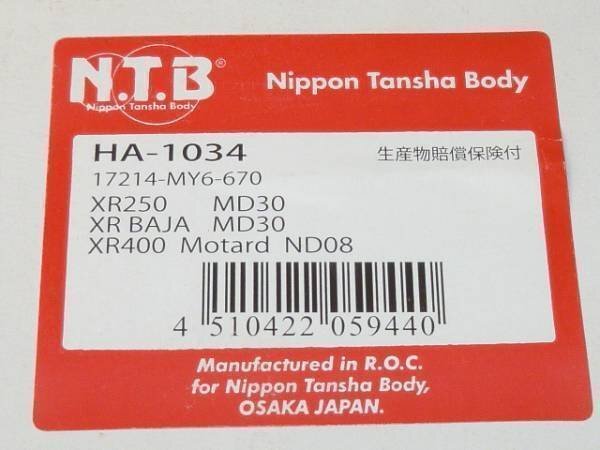 N.T.B®
Nippon Tansha Body
Nippon Tansha Body
HA-1034
生産物賠償保険付
17214-MY6-670
XR250 MD30
XR BAJA MD30
XR400 Motard ND08
4 510422 059440
Manufactured in R.O.C.
for Nippon Tansha Body,
OSAKA JAPAN.